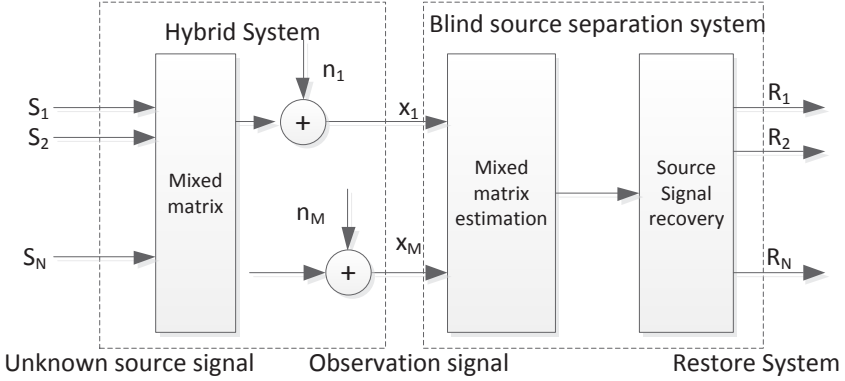 Hybrid System
Blind source separation system
n1
S1
S2
SN
Mixed
matrix
+
x1
nM
+
xM
Mixed
matrix
estimation
Source
Signal
recovery
R1
R2
RN
Unknown source signal
Observation signal
Restore System